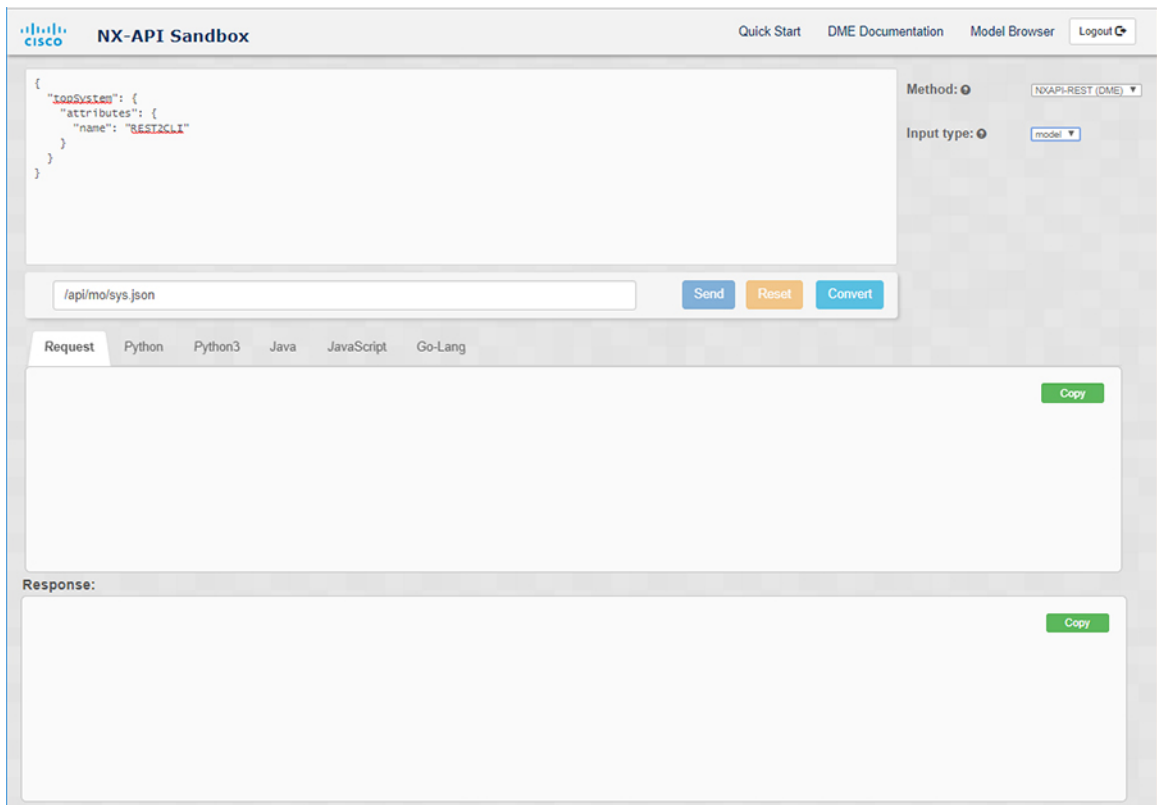 CISCO NX-API Sandbox Quick Start DME Documentation Model Browser Logout
{
  "topSystem": {
    "attributes": {
      "name": "REST2CLI"
    }
  }
}
Method:
NXAPI-REST (DME)
Input type:
model
/api/mo/sys.json Send Reset Convert
Request Python Python3 Java JavaScript Go-Lang
Copy
Response:
Copy